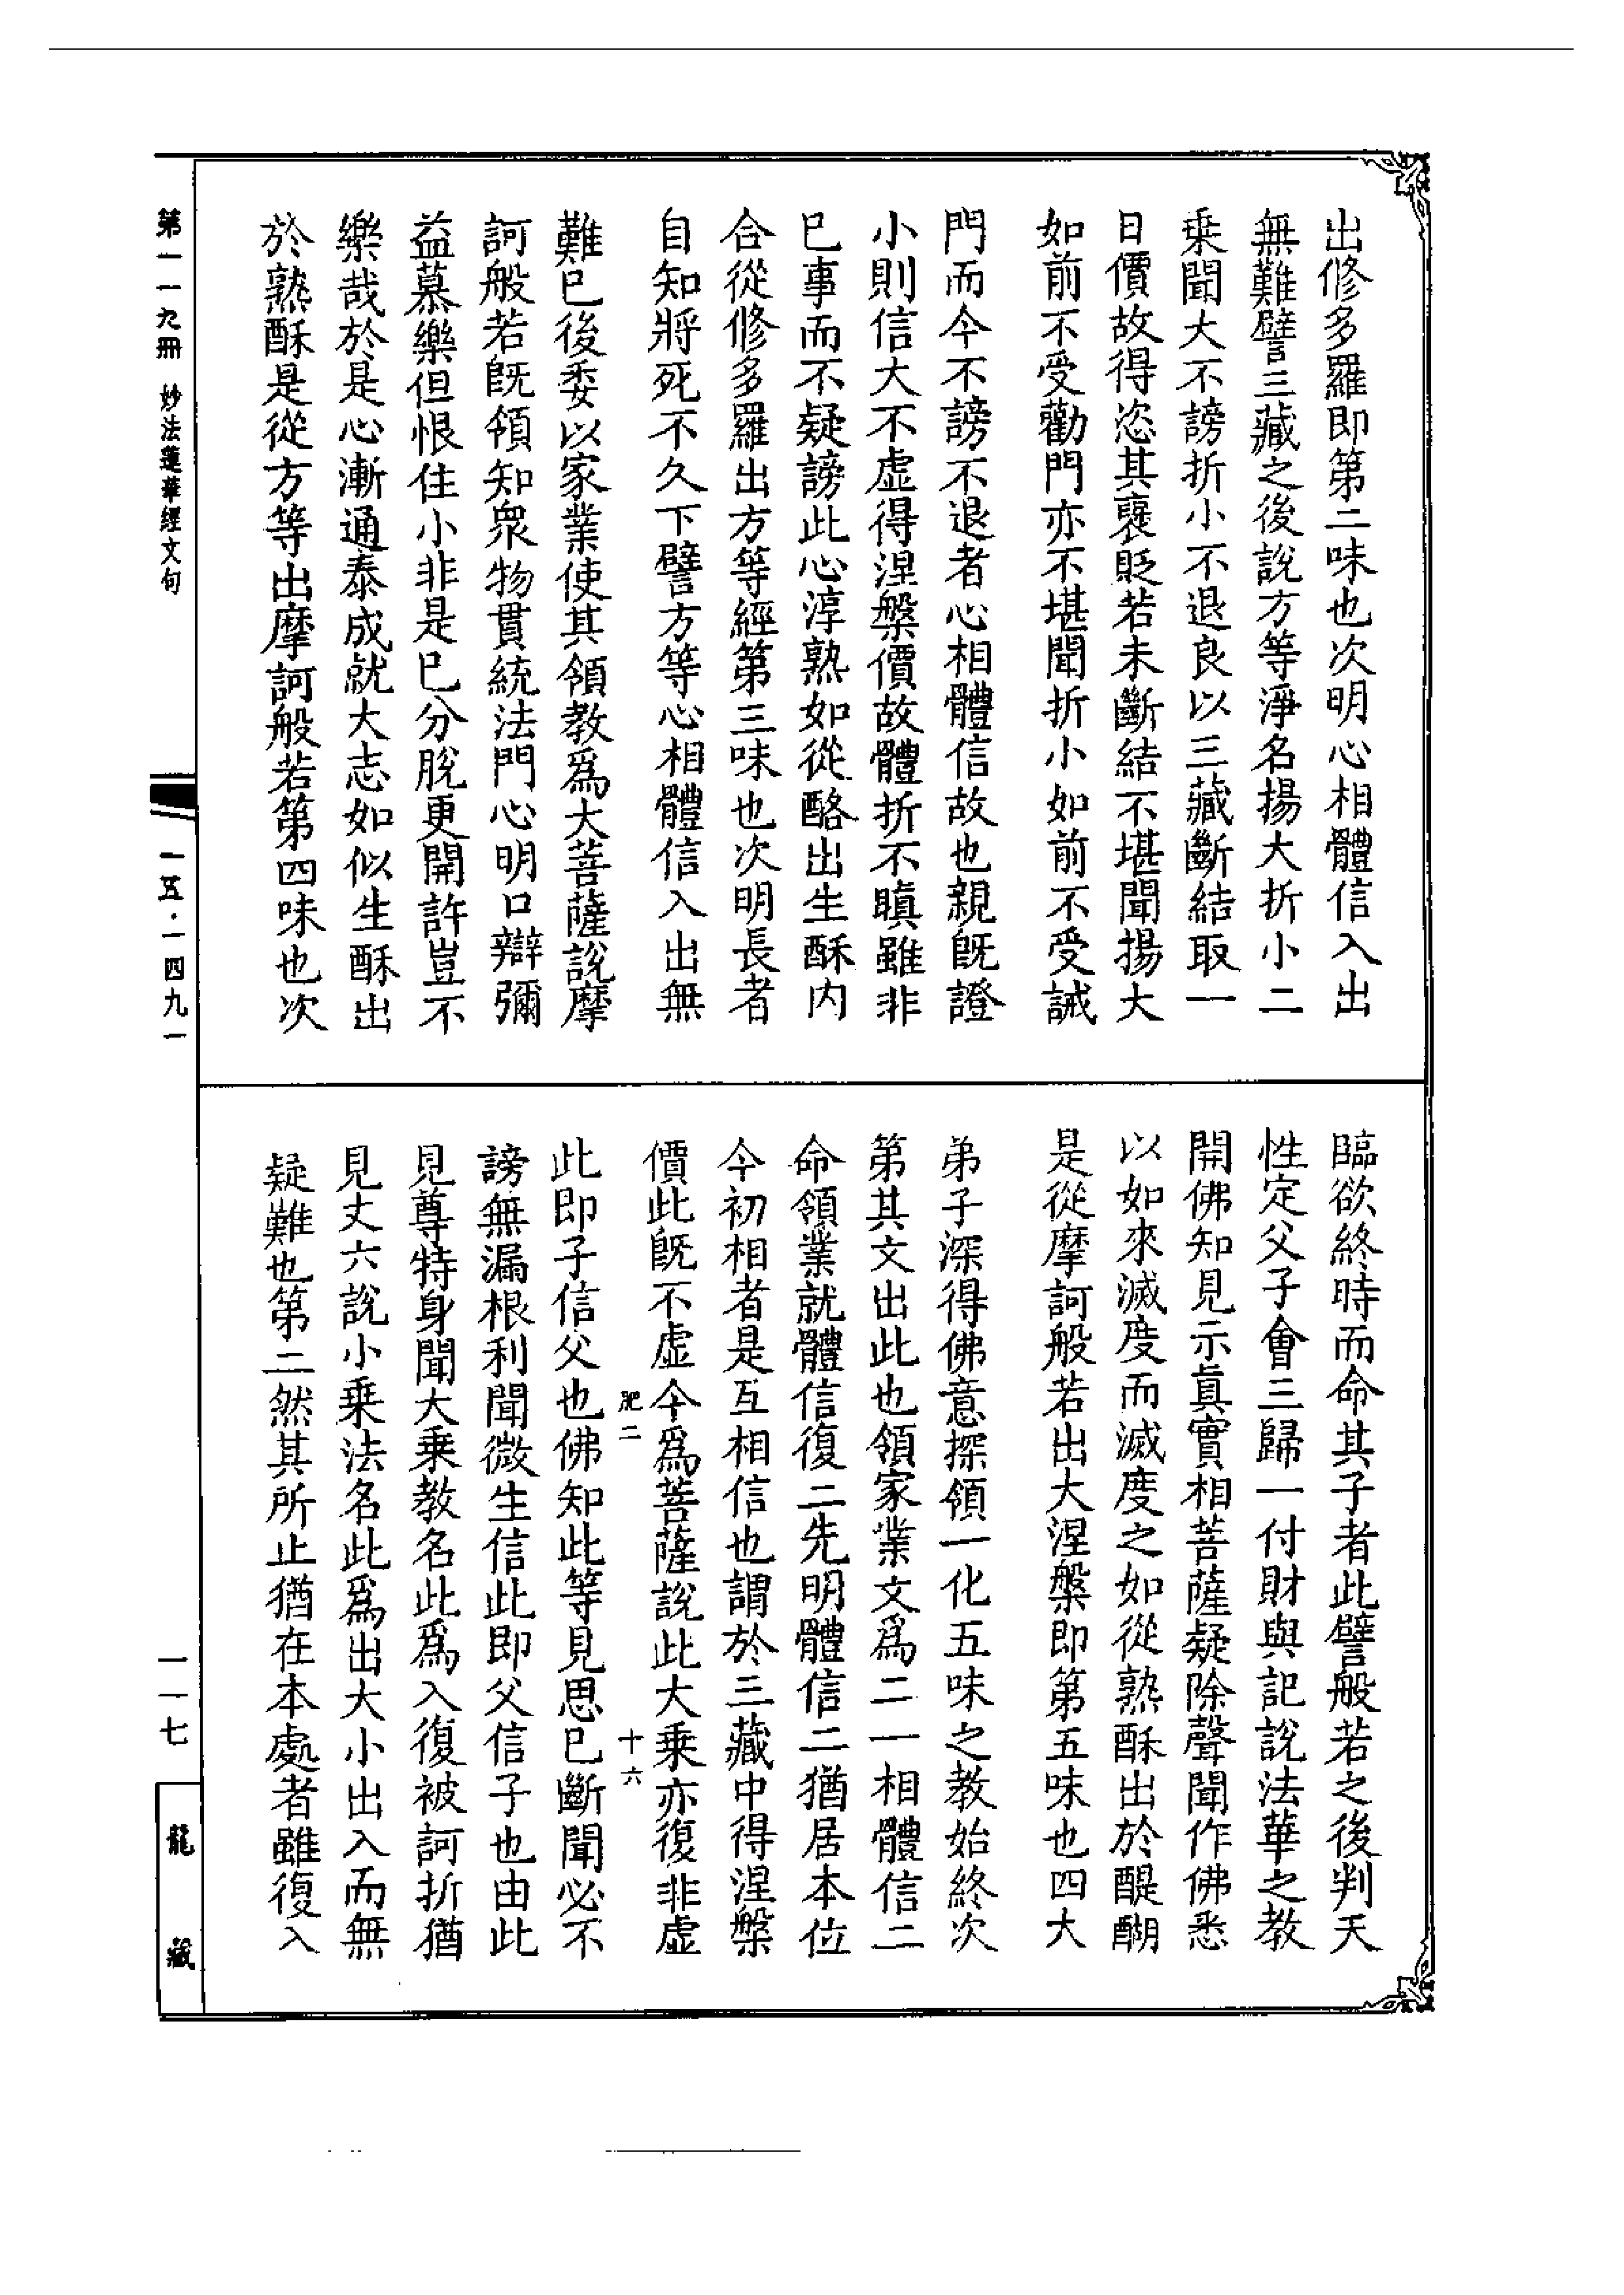 出修多羅即第二味也次明心相體信入出
無難譬三藏之後說方等淨名揚大折小二
乗聞大不謗折小不退良以三藏斷結取一
日價故得恣其襃貶若未斷結不堪聞揚大
如前不受勸門亦不堪聞折小如前不受誡
門而今不謗不退者心相體信故也親既證
小則信大不虛得涅槃價故體折不瞋雖非
已事而不疑謗此心淳熟如從酪出生酥内
合從修多羅出方等經第三味也次明長者
自知將死不久下譬方等心相體信入出無
難已後委以家業使其領教爲大菩薩說摩
訶般若既領知衆物貫統法門心明口辯彌
益慕樂但恨住小非是已分脫更開許豈不
樂哉於是心漸通泰成就大志如似生酥出
於熟酥是從方等出摩訶般若第四味也次
臨欲終時而命其子者此譬般若之後判天
性定父子會三歸一付財與記說法華之教
開佛知見示眞實相菩薩疑除聲聞作佛悉
以如來滅度而滅度之如從熟酥出於醍醐
是從摩訶般若出大涅槃即第五味也四大
弟子深得佛意探領一化五味之教始終次
第其文出此也領家業文爲二一相體信二
命領業就體信復二先明體信二猶居本位
今初相者是互相信也謂於三藏中得涅槃
價此既不虛今爲菩薩說此大乗亦復非虛
肥二 十六
此即子信父也佛知此等見思已斷聞必不
謗無漏根利聞微生信此即父信子也由此
見尊特身聞大乗教名此爲入復被訶折猶
見丈六說小乗法名此爲出大小出入而無
疑難也第二然其所止猶在本處者雖復入
第一一九冊 妙法蓮華經文句
一五·一四九一
一一七
龍藏